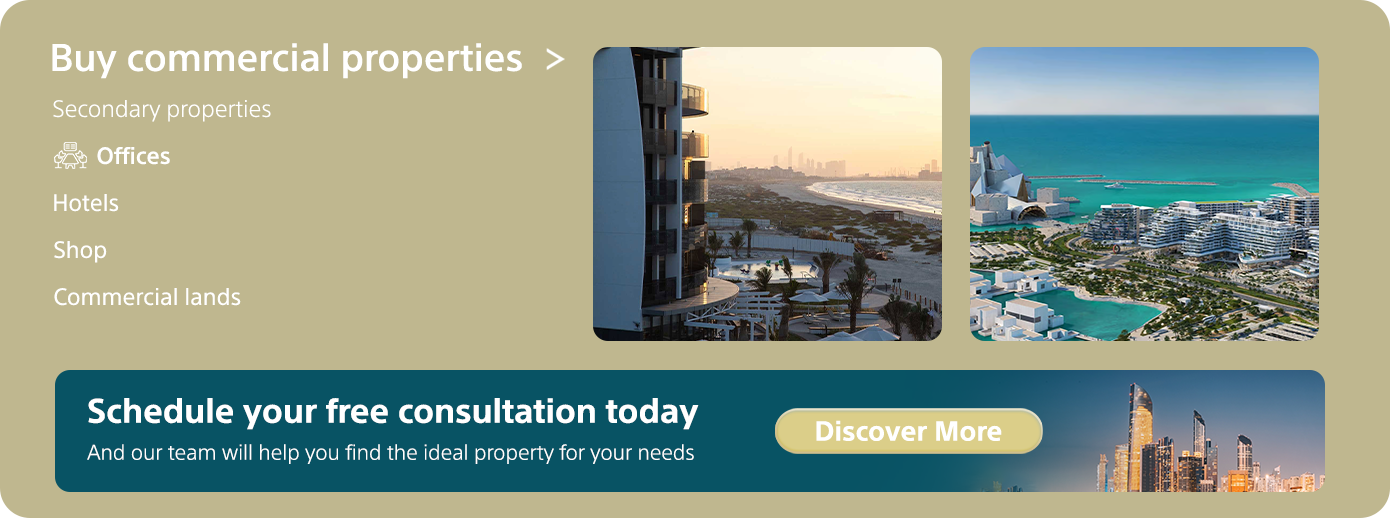 Buy commercial properties >
Secondary properties
Offices
Hotels
Shop
Commercial lands
Schedule your free consultation today
And our team will help you find the ideal property for your needs
Discover More